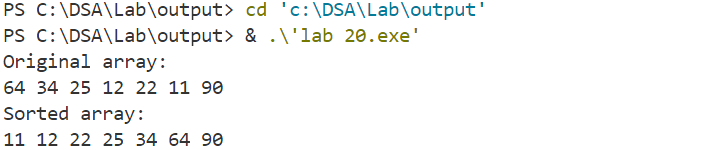 PS C:\DSA\Lab\output> cd 'c:\DSA\Lab\output'
PS C:\DSA\Lab\output> & .\'lab 20.exe'
Original array:
64 34 25 12 22 11 90
Sorted array:
11 12 22 25 34 64 90